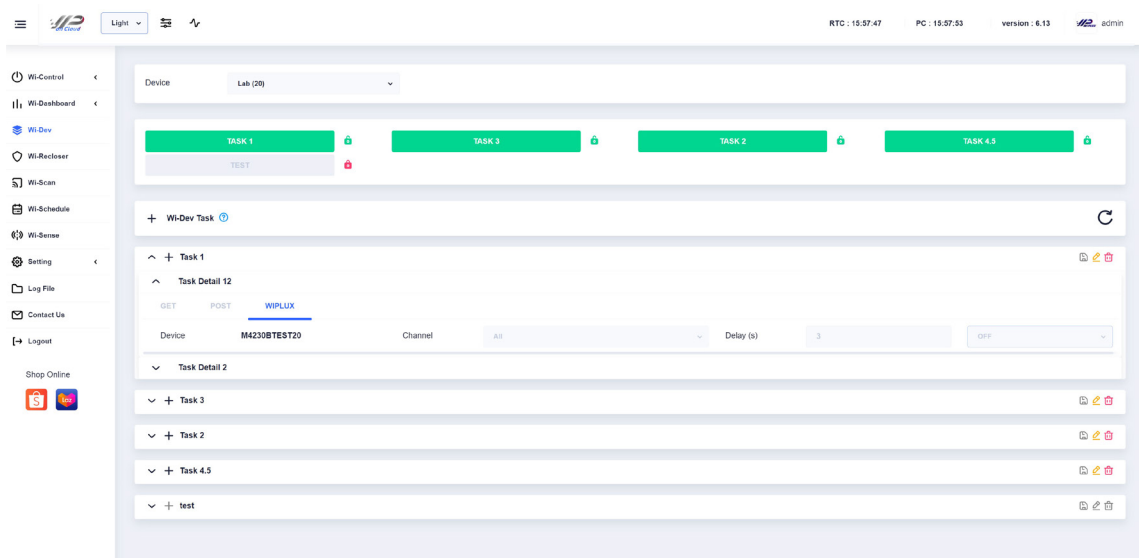 on Cloud
Light
RTC : 15:57:47
PC : 15:57:53
version : 6.13
admin
Wi-Control
Wi-Dashboard
Wi-Dev
Wi-Recloser
Wi-Scan
Wi-Schedule
Wi-Sense
Setting
Log File
Contact Us
Logout
Shop Online
Device Lab (20)
TASK 1 TASK 3 TASK 2 TASK 4.5
TEST
Wi-Dev Task
Task 1
Task Detail 12
GET POST WIPLUX
Device M4230BTEST20 Channel All Delay (s) 3 OFF
Task Detail 2
Task 3
Task 2
Task 4.5
test